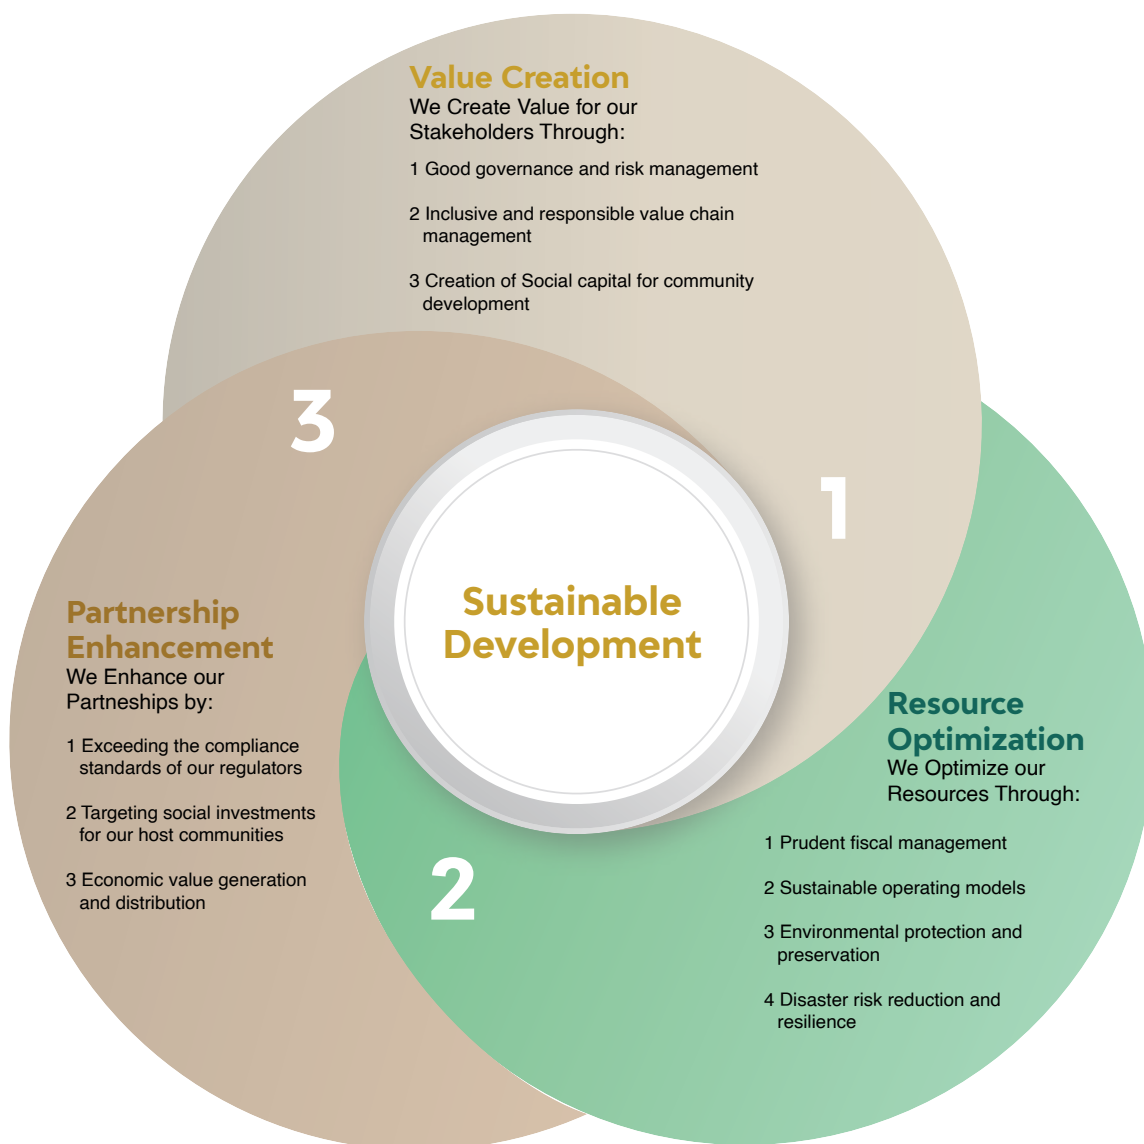 Value Creation
We Create Value for our
Stakeholders Through:
1 Good governance and risk management
2 Inclusive and responsible value chain
management
3 Creation of Social capital for community
development
1
Sustainable
Development
Resource
Optimization
We Optimize our
Resources Through:
1 Prudent fiscal management
2 Sustainable operating models
3 Environmental protection and
preservation
4 Disaster risk reduction and
resilience
2
Partnership
Enhancement
We Enhance our
Partneships by:
1 Exceeding the compliance
standards of our regulators
2 Targeting social investments
for our host communities
3 Economic value generation
and distribution
3